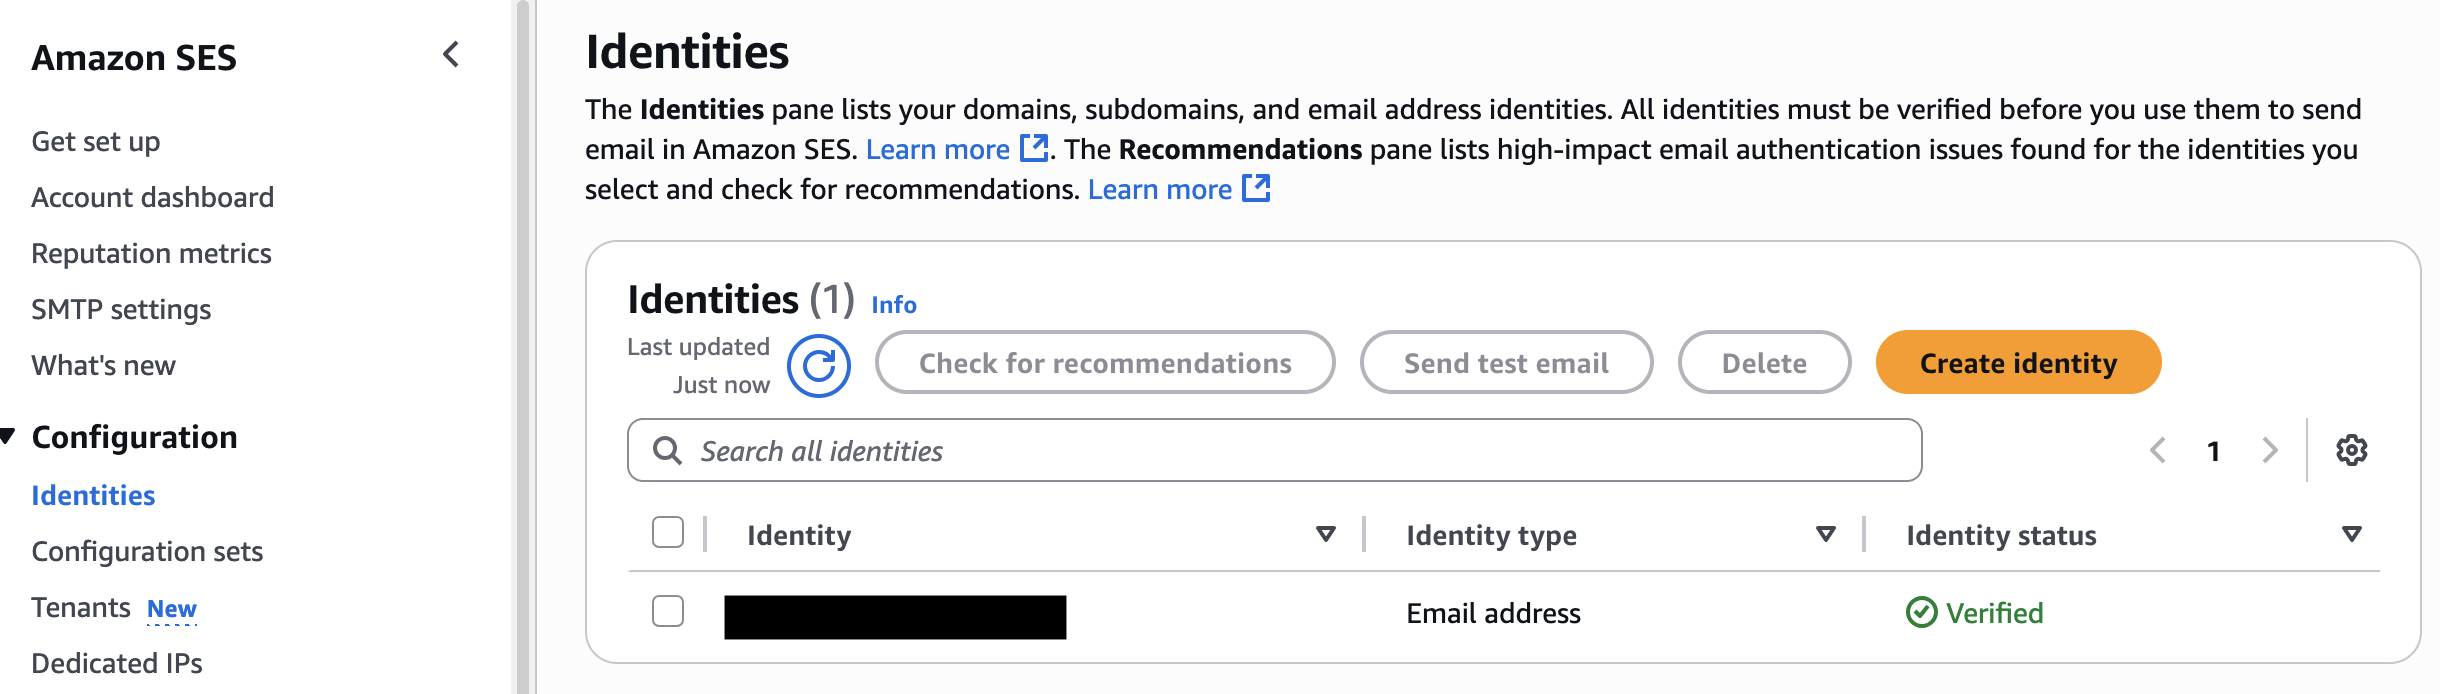 Amazon SES
Get set up
Account dashboard
Reputation metrics
SMTP settings
What's new
Configuration
Identities
Configuration sets
Tenants New
Dedicated IPs
Identities
The Identities pane lists your domains, subdomains, and email address identities. All identities must be verified before you use them to send
email in Amazon SES. Learn more. The Recommendations pane lists high-impact email authentication issues found for the identities you
select and check for recommendations. Learn more
Identities (1) Info
Last updated
Just now
Check for recommendations
Send test email
Delete
Create identity
Search all identities
1
Identity
Identity type
Identity status
Email address
Verified